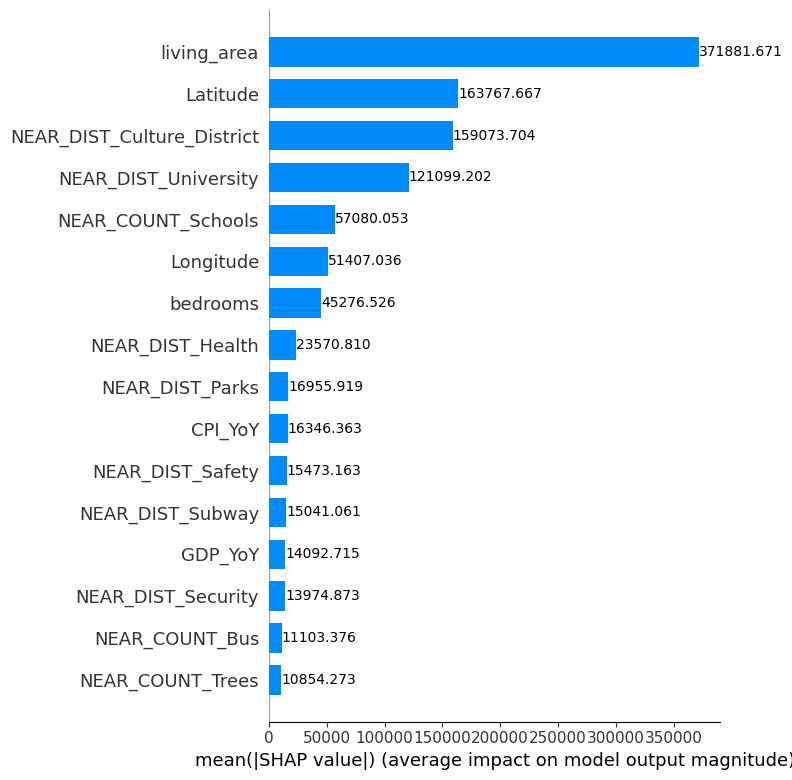 living_area 371881.671
Latitude 163767.667
NEAR_DIST_Culture_District 159073.704
NEAR_DIST_University 121099.202
NEAR_COUNT_Schools 57080.053
Longitude 51407.036
bedrooms 45276.526
NEAR_DIST_Health 23570.810
NEAR_DIST_Parks 16955.919
CPI_YoY 16346.363
NEAR_DIST_Safety 15473.163
NEAR_DIST_Subway 15041.061
GDP_YoY 14092.715
NEAR_DIST_Security 13974.873
NEAR_COUNT_Bus 11103.376
NEAR_COUNT_Trees 10854.273
0 50000 100000 150000 200000 250000 300000 350000
mean(|SHAP value|) (average impact on model output magnitude)